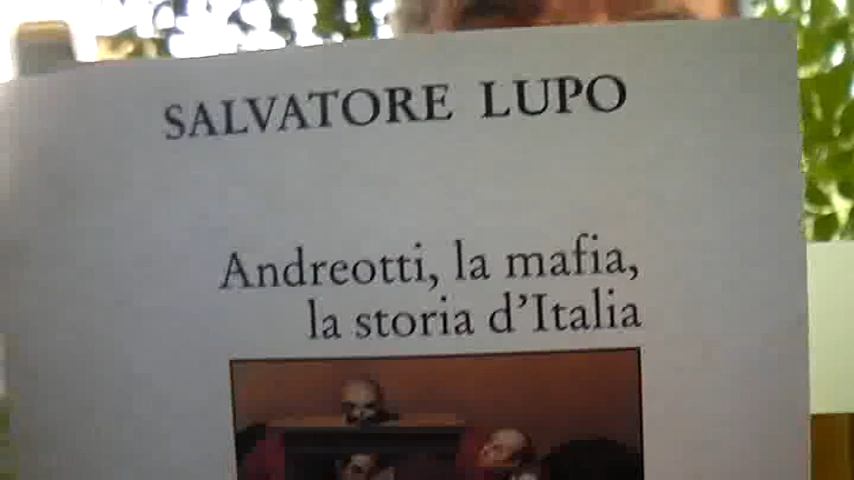 SALVATORE LUPO
Andreotti, la mafia,
la storia d'Italia